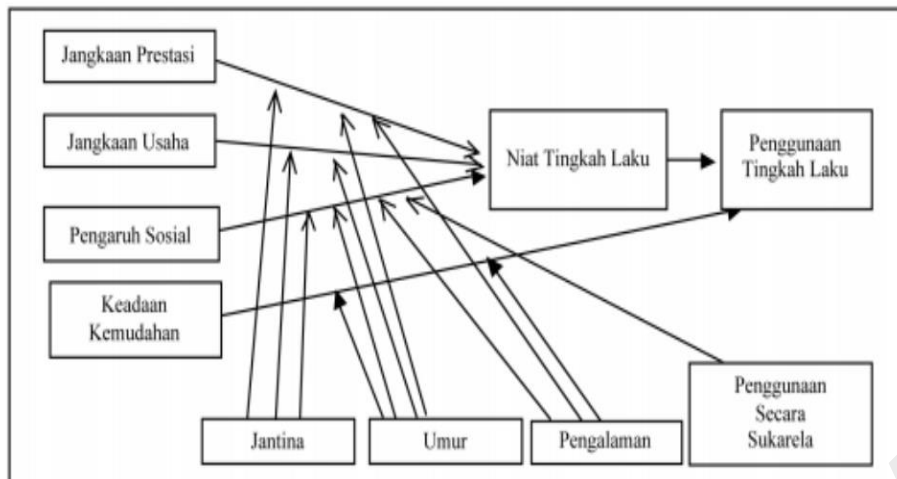 Jangkaan Prestasi
Jangkaan Usaha
Pengaruh Sosial
Keadaan
Kemudahan
Niat Tingkah Laku
Penggunaan
Tingkah Laku
Jantina
Umur
Pengalaman
Penggunaan
Secara
Sukarela